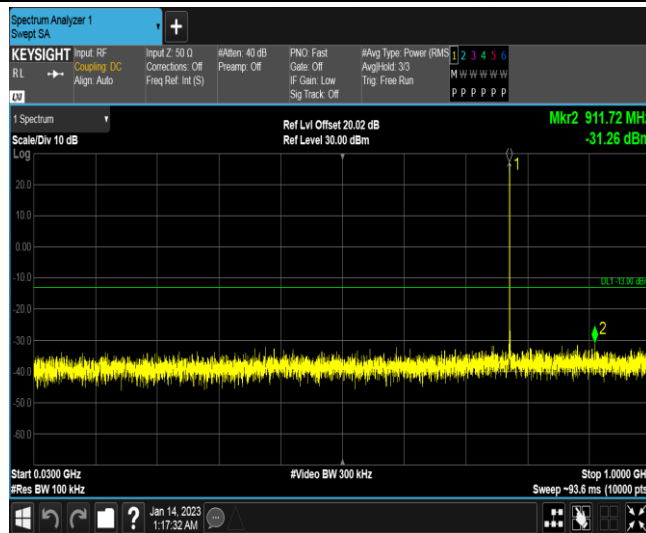 Spectrum Analyzer 1
Swept SA
KEYSIGHT
RL
LXI
Input: RF
Coupling: DC
Align: Auto
Input Z: 50 Ω
Corrections: Off
Freq Ref: Int (S)
#Atten: 40 dB
Preamp: Off
PNO: Fast
Gate: Off
IF Gain: Low
Sig Track: Off
#Avg Type: Power (RMS
Avg|Hold: 3/3
Trig: Free Run
1 2 3 4 5 6
M W W W W W
P P P P P P
1 Spectrum
Scale/Div 10 dB
Log
Ref Lvl Offset 20.02 dB
Ref Level 30.00 dBm
Mkr2 911.72 MHz
-31.26 dBm
1
20.0
10.0
0.00
-10.0
DL1 -13.00 dBm
-20.0
-30.0
2
-40.0
-50.0
-60.0
Start 0.0300 GHz
#Res BW 100 kHz
#Video BW 300 kHz
Stop 1.0000 GH
Sweep ~93.6 ms (10000 pts
?
Jan 14, 2023
1:17:32 AM